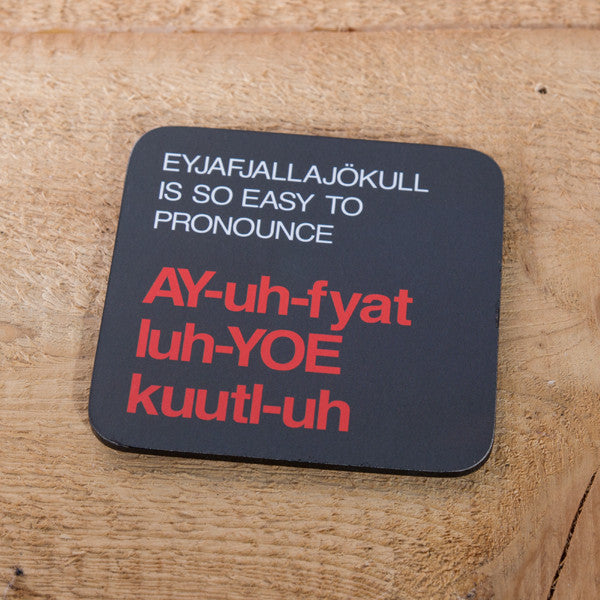 EYJAFJALLAJÖKULL
IS SO EASY TO
PRONOUNCE
AY-uh-fyat
luh-YOE
kuutl-uh